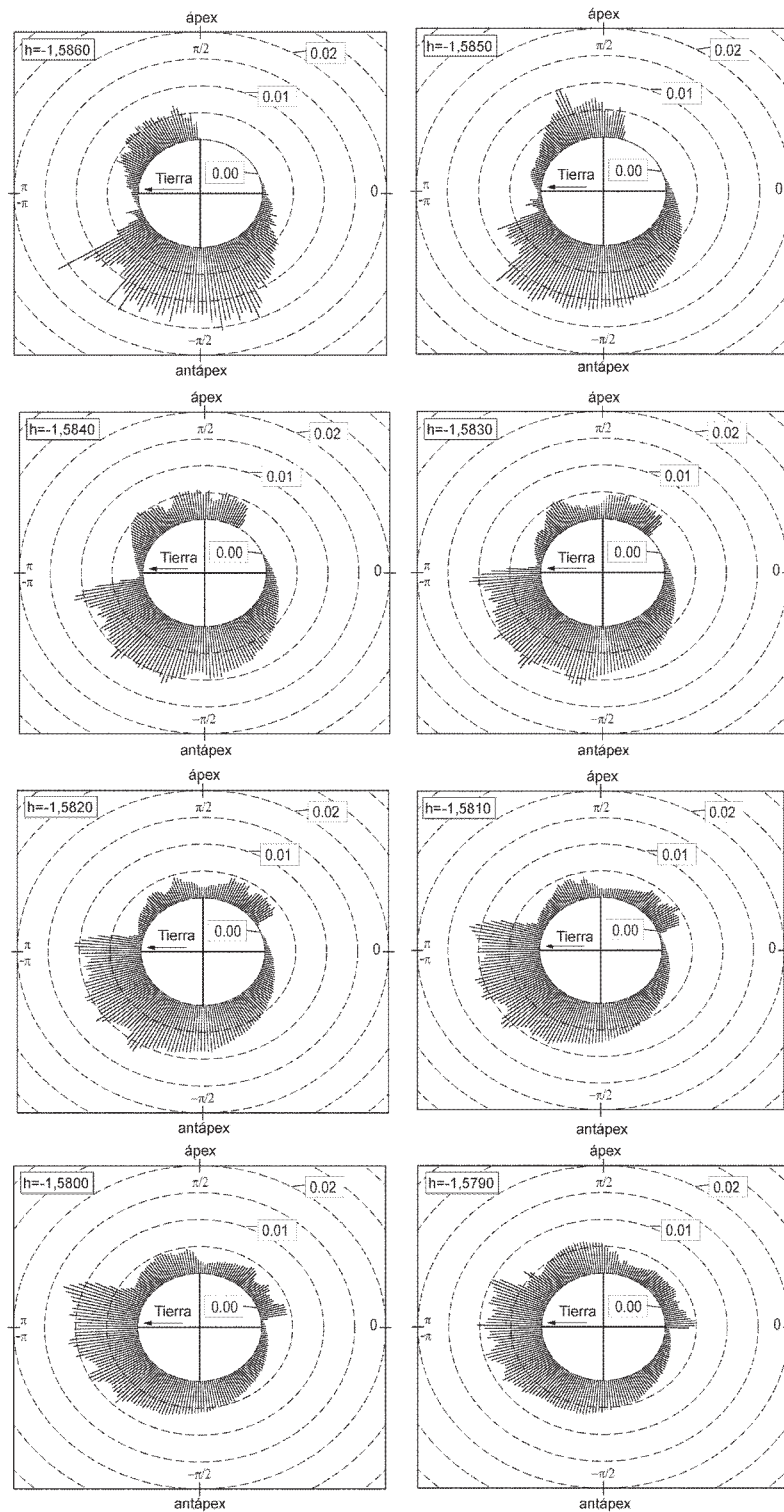 ápex
h=-1,5860
π/2
0.02
0.01
Tierra
0.00
π
-π
0
-π/2
antápex
ápex
h=-1,5850
π/2
0.02
0.01
Tierra
0.00
π
-π
0
-π/2
antápex
ápex
h=-1,5840
π/2
0.02
0.01
Tierra
0.00
π
-π
0
-π/2
antápex
ápex
h=-1,5830
π/2
0.02
0.01
Tierra
0.00
π
-π
0
-π/2
antápex
ápex
h=-1,5820
π/2
0.02
0.01
Tierra
0.00
π
-π
0
-π/2
antápex
ápex
h=-1,5810
π/2
0.02
0.01
Tierra
0.00
π
-π
0
-π/2
antápex
ápex
h=-1,5800
π/2
0.02
0.01
Tierra
0.00
π
-π
0
-π/2
antápex
ápex
h=-1,5790
π/2
0.02
0.01
Tierra
0.00
π
-π
0
-π/2
antápex